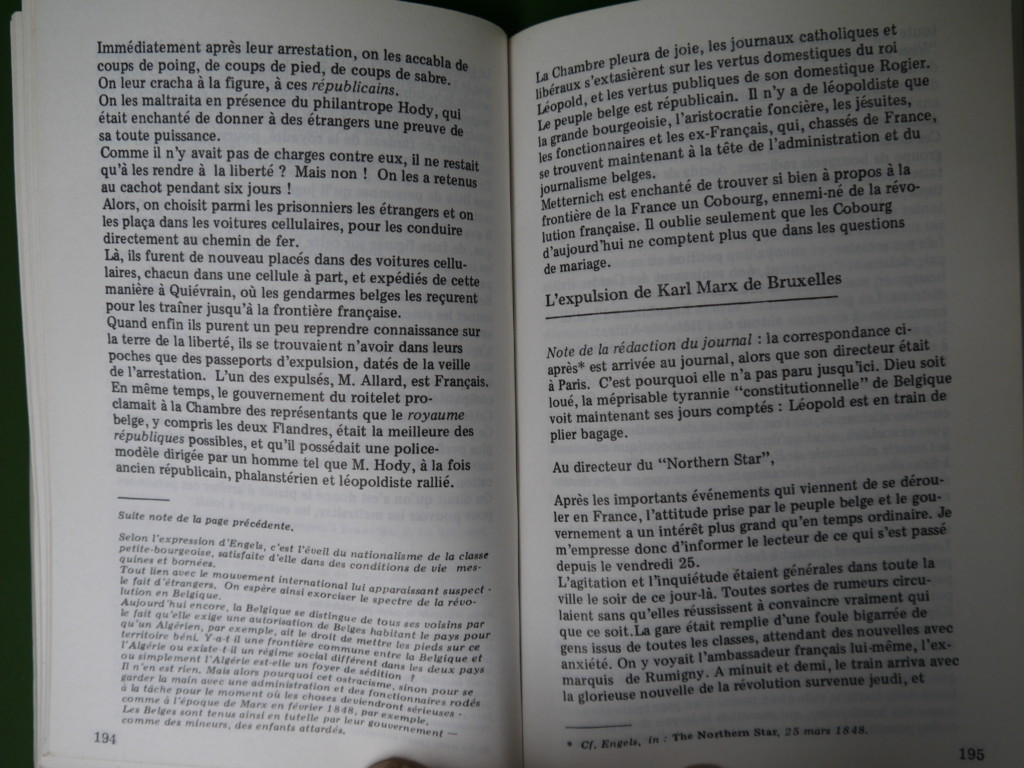 Immédiatement après leur arrestation, on les accabla de
coups de poing, de coups de pied, de coups de sabre.
On leur cracha à la figure, à ces républicains.
On les maltraita en présence du philantrope Hody, qui
était enchanté de donner à des étrangers une preuve de
sa toute puissance.
Comme il n'y avait pas de charges contre eux, il ne restait
qu'à les rendre à la liberté ? Mais non ! On les a retenus
au cachot pendant six jours !
Alors, on choisit parmi les prisonniers les étrangers et on
les plaça dans les voitures cellulaires, pour les conduire
directement au chemin de fer.
Là, ils furent de nouveau placés dans des voitures cellu-
laires, chacun dans une cellule à part, et expédiés de cette
manière à Quiévrain, où les gendarmes belges les reçurent
pour les traîner jusqu'à la frontière française.
Quand enfin ils purent un peu reprendre connaissance sur
la terre de la liberté, ils se trouvaient n'avoir dans leurs
poches que des passeports d'expulsion, datés de la veille
de l'arrestation. L'un des expulsés, M. Allard, est Français.
En même temps, le gouvernement du roitelet pro-
clamait à la Chambre des représentants que le royaume
belge, y compris les deux Flandres, était la meilleure des
républiques possibles, et qu'il possédait une police-
modèle dirigée par un homme tel que M. Hody, à la fois
ancien républicain, phalanstérien et léopoldiste rallié.
Suite note de la page précédente.
Selon l'expression d'Engels, c'est l'éveil du nationalisme de la classe
petite-bourgeoise, satisfaite d'elle dans des conditions de vie mes-
quines et bornées.
Tout lien avec le mouvement international lui apparaissant suspect -
le fait d'étrangers. On espère ainsi exorciser le spectre de la révo-
lution en Belgique.
Aujourd'hui encore, la Belgique se distingue de tous ses voisins par
le fait qu'elle exige une autorisation de Belges habitant le pays pour
qu'un Algérien, par exemple, ait le droit de mettre les pieds sur ce
territoire béni. Y-a-t-il une frontière commune entre la Belgique et
l'Algérie ou existe-t-il un régime social différent dans les deux pays
ou simplement l'Algérie est-elle un foyer de sédition ?
Il n'en est rien. Mais alors pourquoi cet ostracisme, sinon pour se
garder la main avec une administration et des fonctionnaires rodés
à la tâche pour le moment où les choses deviendront sérieuses -
comme à l'époque de Marx en février 1848, par exemple.
Les Belges sont tenus ainsi en tutelle par leur gouvernement —
comme des mineurs, des enfants attardés.
194
La Chambre pleura de joie, les journaux catholiques et
libéraux s'extasièrent sur les vertus domestiques du roi
Léopold, et les vertus publiques de son domestique Rogier.
Le peuple belge est républicain. Il n'y a de léopoldiste que
la grande bourgeoisie, l'aristocratie foncière, les jésuites,
les fonctionnaires et les ex-Français, qui, chassés de France,
se trouvent maintenant à la tête de l'administration et du
journalisme belges.
Metternich est enchanté de trouver si bien à propos à la
frontière de la France un Cobourg, ennemi-né de la révo-
lution française. Il oublie seulement que les Cobourg
d'aujourd'hui ne comptent plus que dans les questions
de mariage.
L'expulsion de Karl Marx de Bruxelles
Note de la rédaction du journal : la correspondance ci-
après* est arrivée au journal, alors que son directeur était
à Paris. C'est pourquoi elle n'a pas paru jusqu'ici. Dieu soit
loué, la méprisable tyrannie "constitutionnelle" de Belgique
voit maintenant ses jours comptés : Léopold est en train de
plier bagage.
Au directeur du "Northern Star",
Après les importants événements qui viennent de se dérou-
ler en France, l'attitude prise par le peuple belge et le gou-
vernement a un intérêt plus grand qu'en temps ordinaire. Je
m'empresse donc d'informer le lecteur de ce qui s'est passé
depuis le vendredi 25.
L'agitation et l'inquiétude étaient générales dans toute la
ville le soir de ce jour-là. Toutes sortes de rumeurs circu-
laient sans qu'elles réussissent à convaincre vraiment qui
que ce soit. La gare était remplie d'une foule bigarrée de
gens issus de toutes les classes, attendant des nouvelles avec
anxiété. On y voyait l'ambassadeur français lui-même, l'ex-
marquis de Rumigny. A minuit et demi, le train arriva avec
la glorieuse nouvelle de la révolution survenue jeudi, et
* Cf. Engels, in : The Northern Star, 25 mars 1848.
195